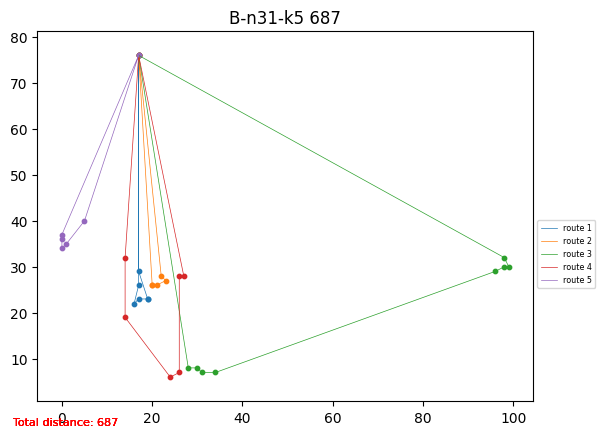 B-n31-k5 687
80
70
60
50
40
30
20
10
0 20 40 60 80 100
route 1
route 2
route 3
route 4
route 5
Total distance: 687